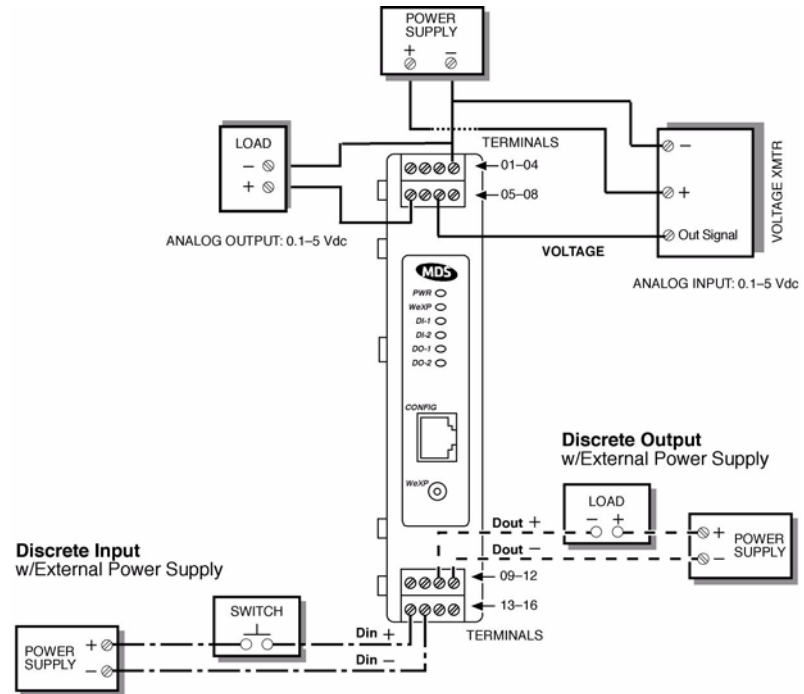 POWER
SUPPLY
+ −
LOAD
−
+
TERMINALS
01–04
05–08
−
+
Out Signal
VOLTAGE XMTR
ANALOG OUTPUT: 0.1–5 Vdc
VOLTAGE
ANALOG INPUT: 0.1–5 Vdc
MDS
PWR
WeXP
DI-1
DI-2
DO-1
DO-2
CONFIG
WeXP
Discrete Output
w/External Power Supply
LOAD
− +
Dout +
Dout −
+
−
POWER
SUPPLY
09–12
13–16
TERMINALS
Discrete Input
w/External Power Supply
SWITCH
POWER
SUPPLY
+
−
Din +
Din −